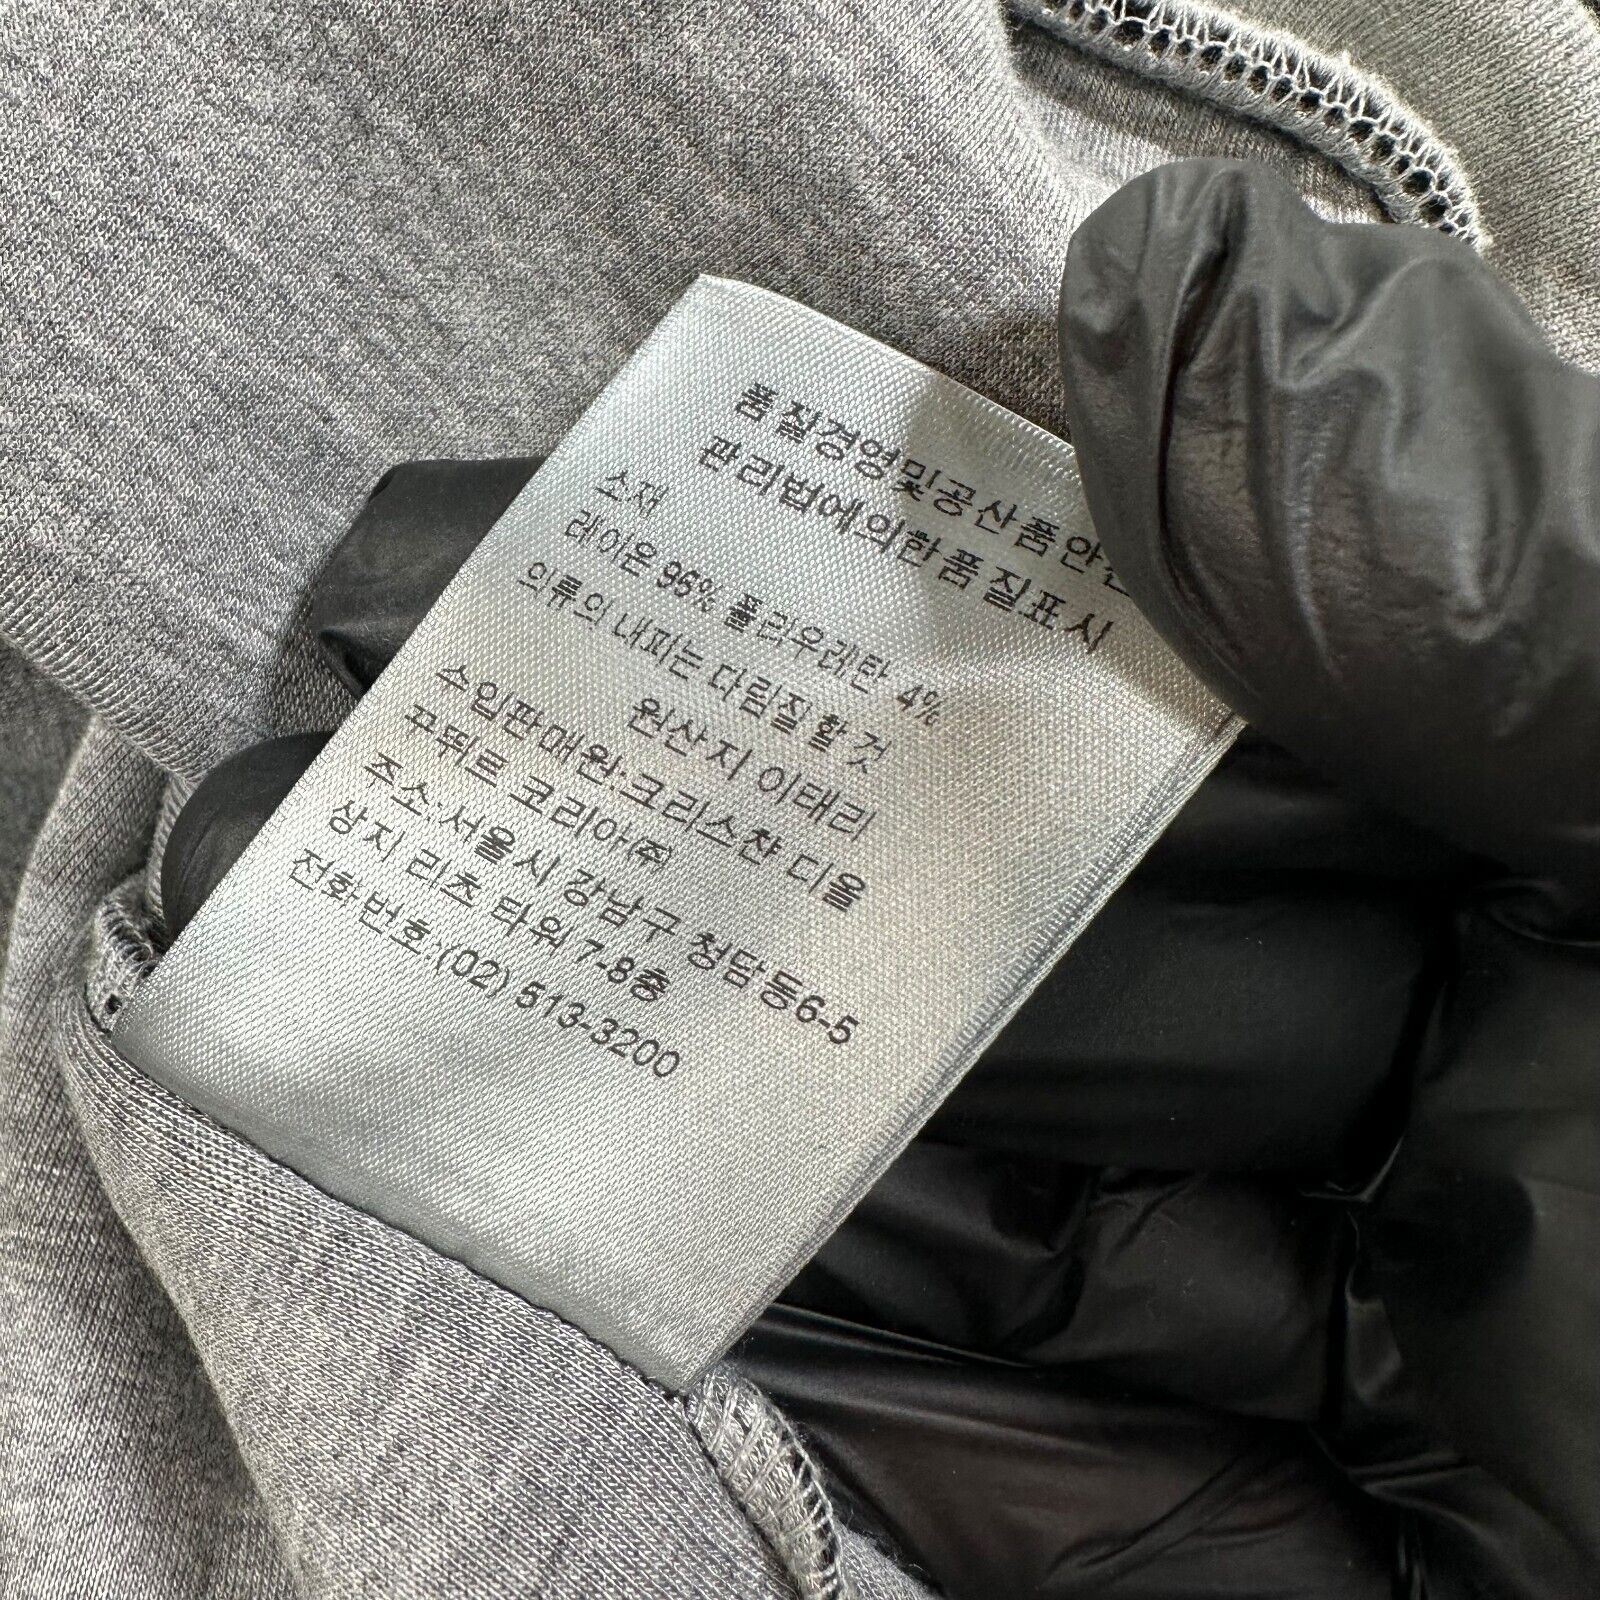 품질경영및공산품안전
관리법에의한품질표시
소재
레이온 96% 폴리우레탄 4%
의류의 내피는 다림질할것
원산지 이태리
수입판매원:크리스찬 디올
꾸뛰르 코리아(주)
주소:서울시 강남구 청담동6-5
상지 리츠 타워 7-8층
전화번호:(02) 513-3200